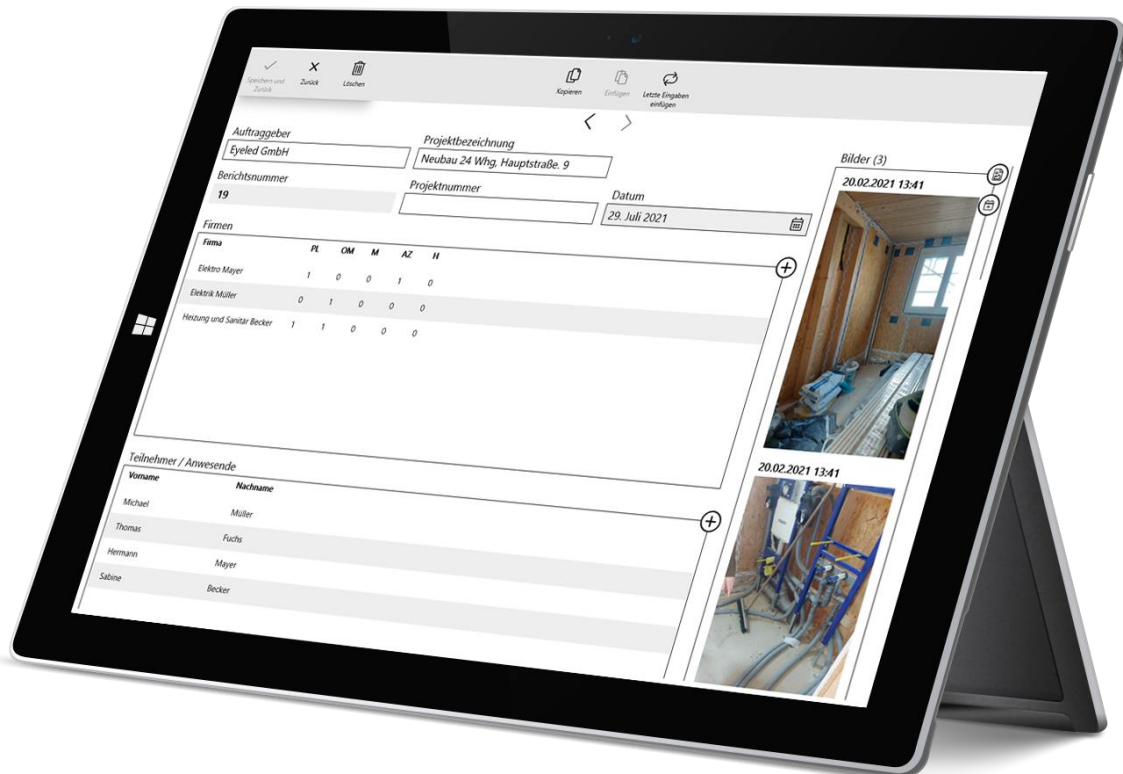 Speichern und
Zurück
Zurück
Löschen
Kopieren
Einfügen
Letzte Eingaben
einfügen
Auftraggeber
Eyeled GmbH
Projektbezeichnung
Neubau 24 Whg, Hauptstraße. 9
Berichtsnummer
19
Projektnummer
Datum
29. Juli 2021
Firmen
Firma PL OM M AZ H
Elektro Mayer 1 0 0 1 0
Elektrik Müller 0 1 0 0 0
Heizung und Sanitär Becker 1 1 0 0 0
Teilnehmer / Anwesende
Vorname Nachname
Michael Müller
Thomas Fuchs
Hermann Mayer
Sabine Becker
Bilder (3)
20.02.2021 13:41
20.02.2021 13:41